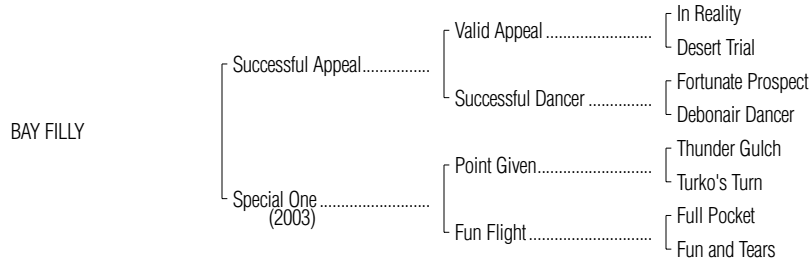 In Reality
Valid Appeal..........................
Desert Trial
Successful Appeal................
Fortunate Prospect
Successful Dancer ...............
Debonair Dancer
BAY FILLY
Thunder Gulch
Point Given...........................
Turko's Turn
Special One .........................
(2003)
Full Pocket
Fun Flight.............................
Fun and Tears